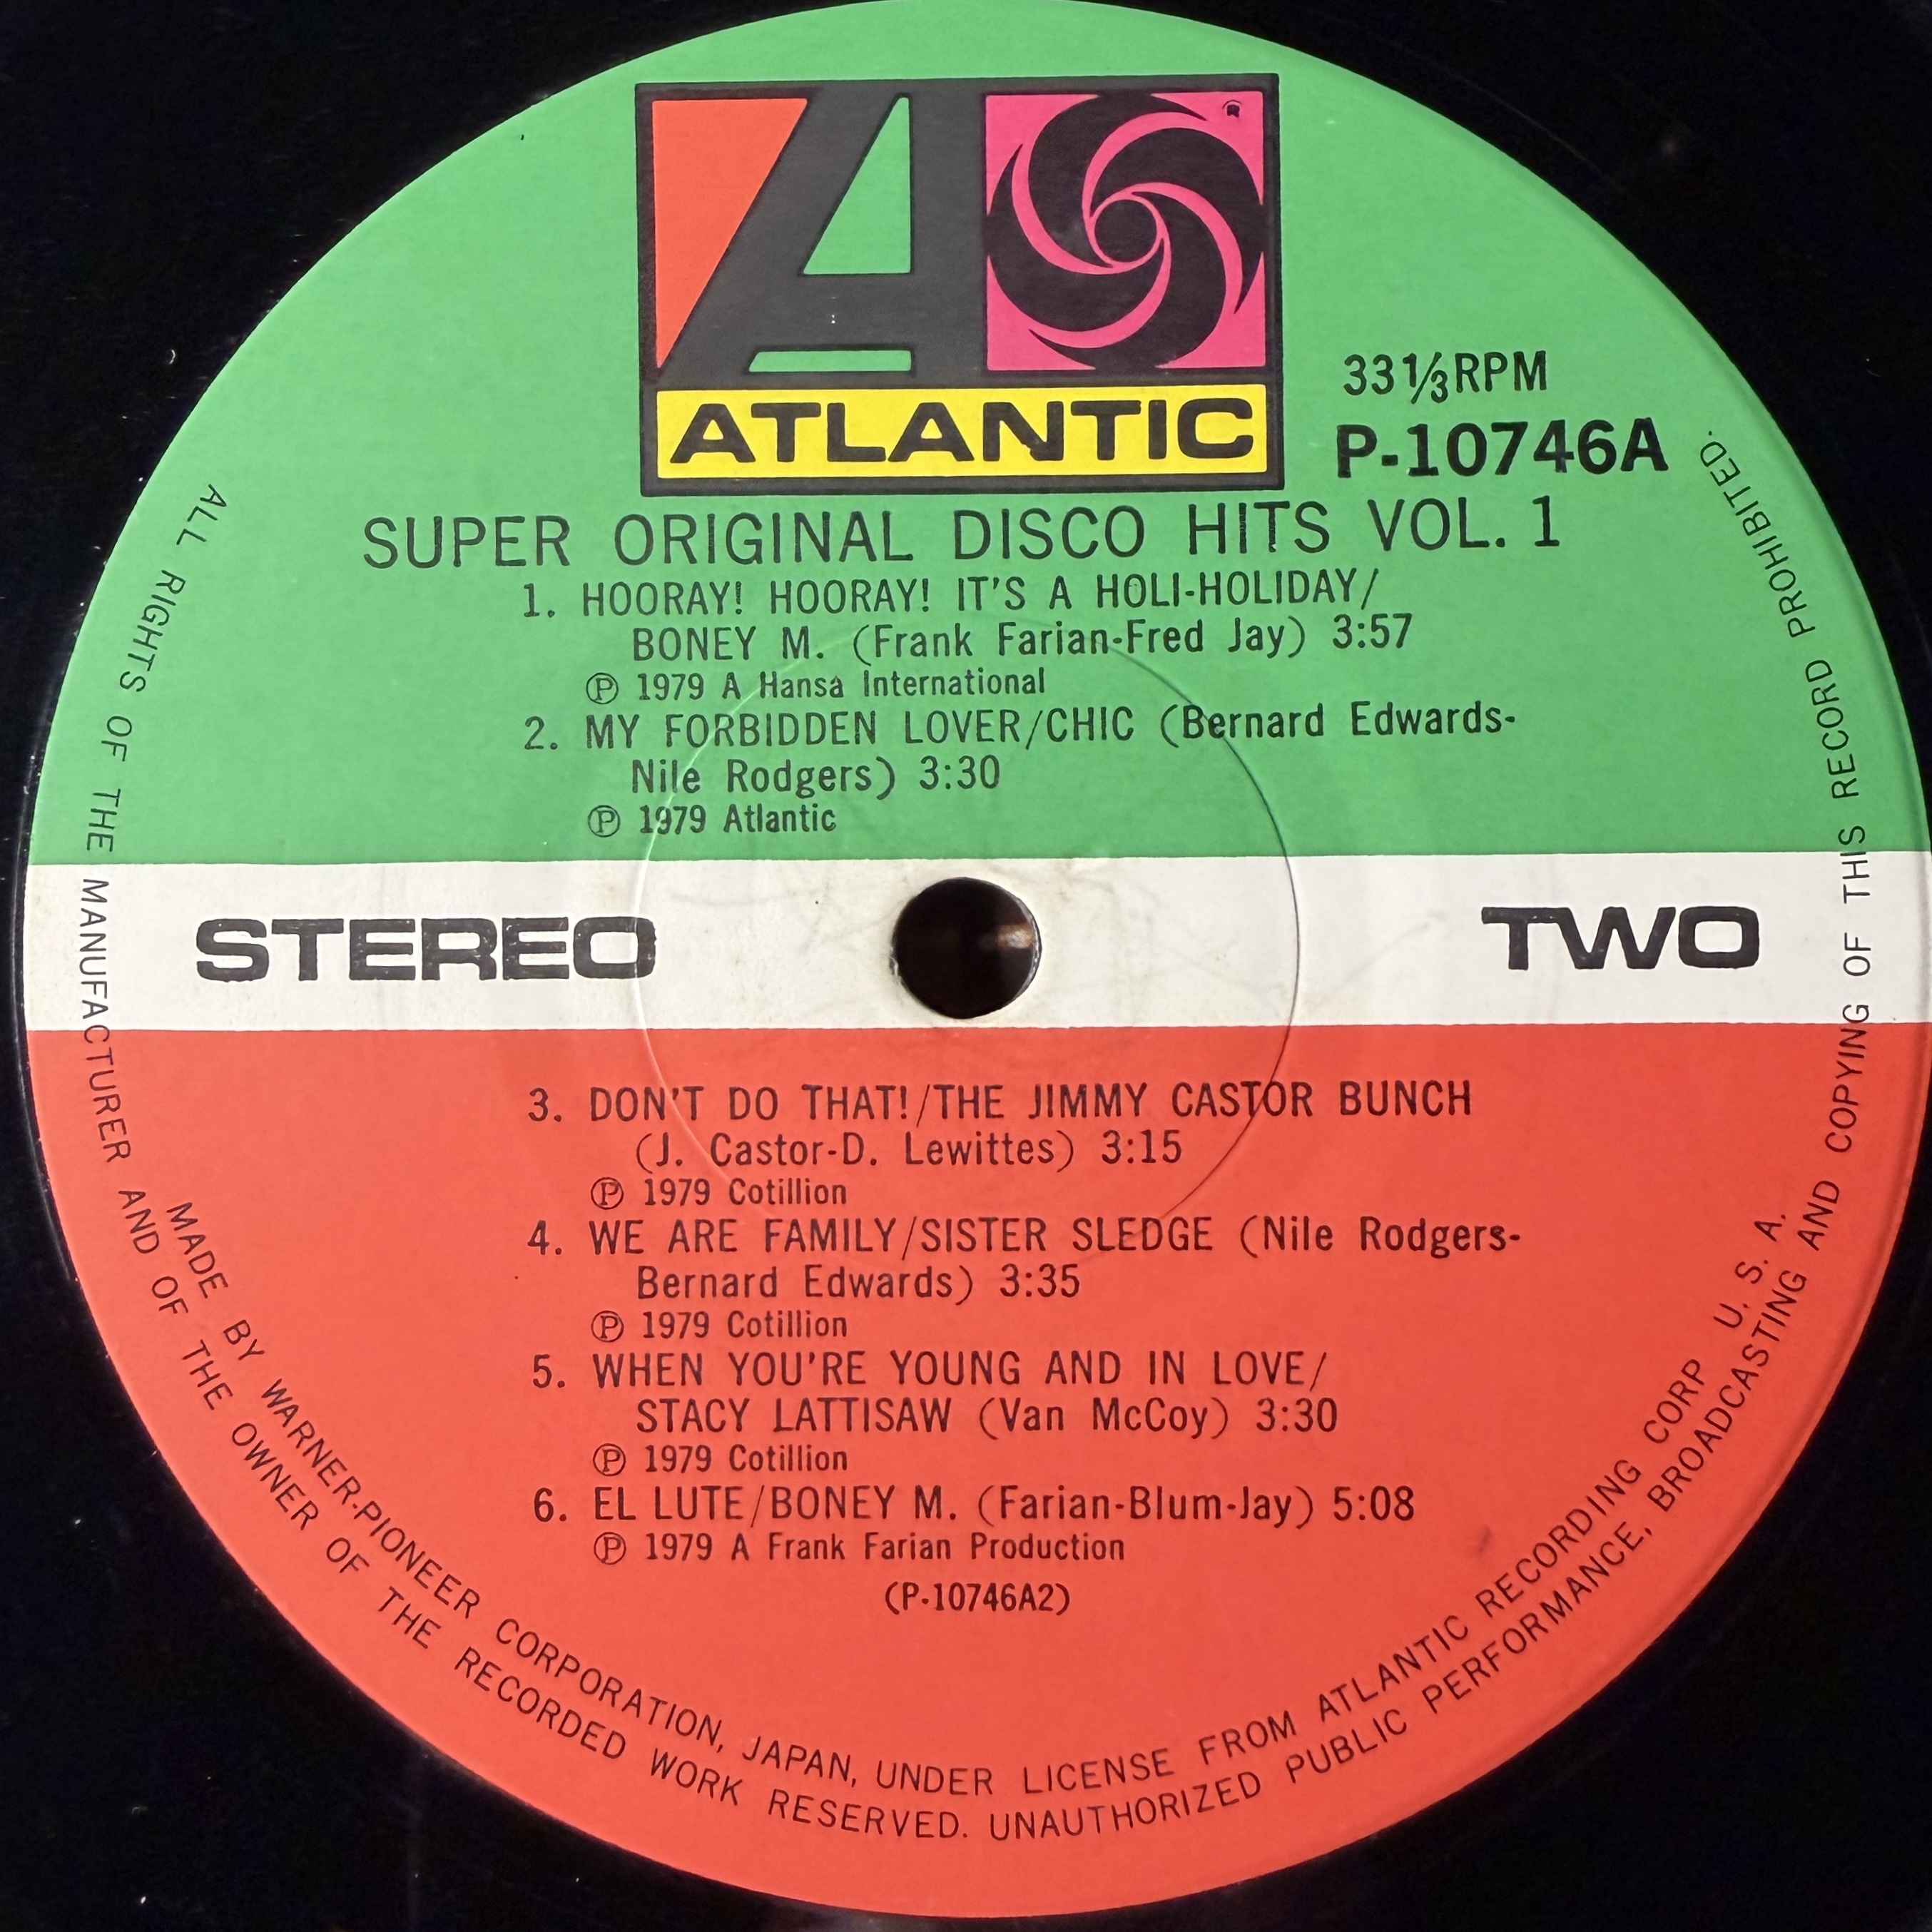 ATLANTIC
33 1/3 RPM
P-10746A
SUPER ORIGINAL DISCO HITS VOL. 1
1. HOORAY! HOORAY! IT'S A HOLI-HOLIDAY/
BONEY M. (Frank Farian-Fred Jay) 3:57
Ⓟ 1979 A Hansa International
2. MY FORBIDDEN LOVER/CHIC (Bernard Edwards-
Nile Rodgers) 3:30
Ⓟ 1979 Atlantic
STEREO
TWO
3. DON'T DO THAT!/THE JIMMY CASTOR BUNCH
(J. Castor-D. Lewittes) 3:15
Ⓟ 1979 Cotillion
4. WE ARE FAMILY/SISTER SLEDGE (Nile Rodgers-
Bernard Edwards) 3:35
Ⓟ 1979 Cotillion
5. WHEN YOU'RE YOUNG AND IN LOVE/
STACY LATTISAW (Van McCoy) 3:30
Ⓟ 1979 Cotillion
6. EL LUTE/BONEY M. (Farian-Blum-Jay) 5:08
Ⓟ 1979 A Frank Farian Production
(P-10746A2)
MADE BY WARNER-PIONEER CORPORATION, JAPAN, UNDER LICENSE FROM ATLANTIC RECORDING CORP U. S. A.
ALL RIGHTS OF THE MANUFACTURER AND OF THE OWNER OF THE RECORDED WORK RESERVED. UNAUTHORIZED PUBLIC PERFORMANCE, BROADCASTING AND COPYING OF THIS RECORD PROHIBITED.